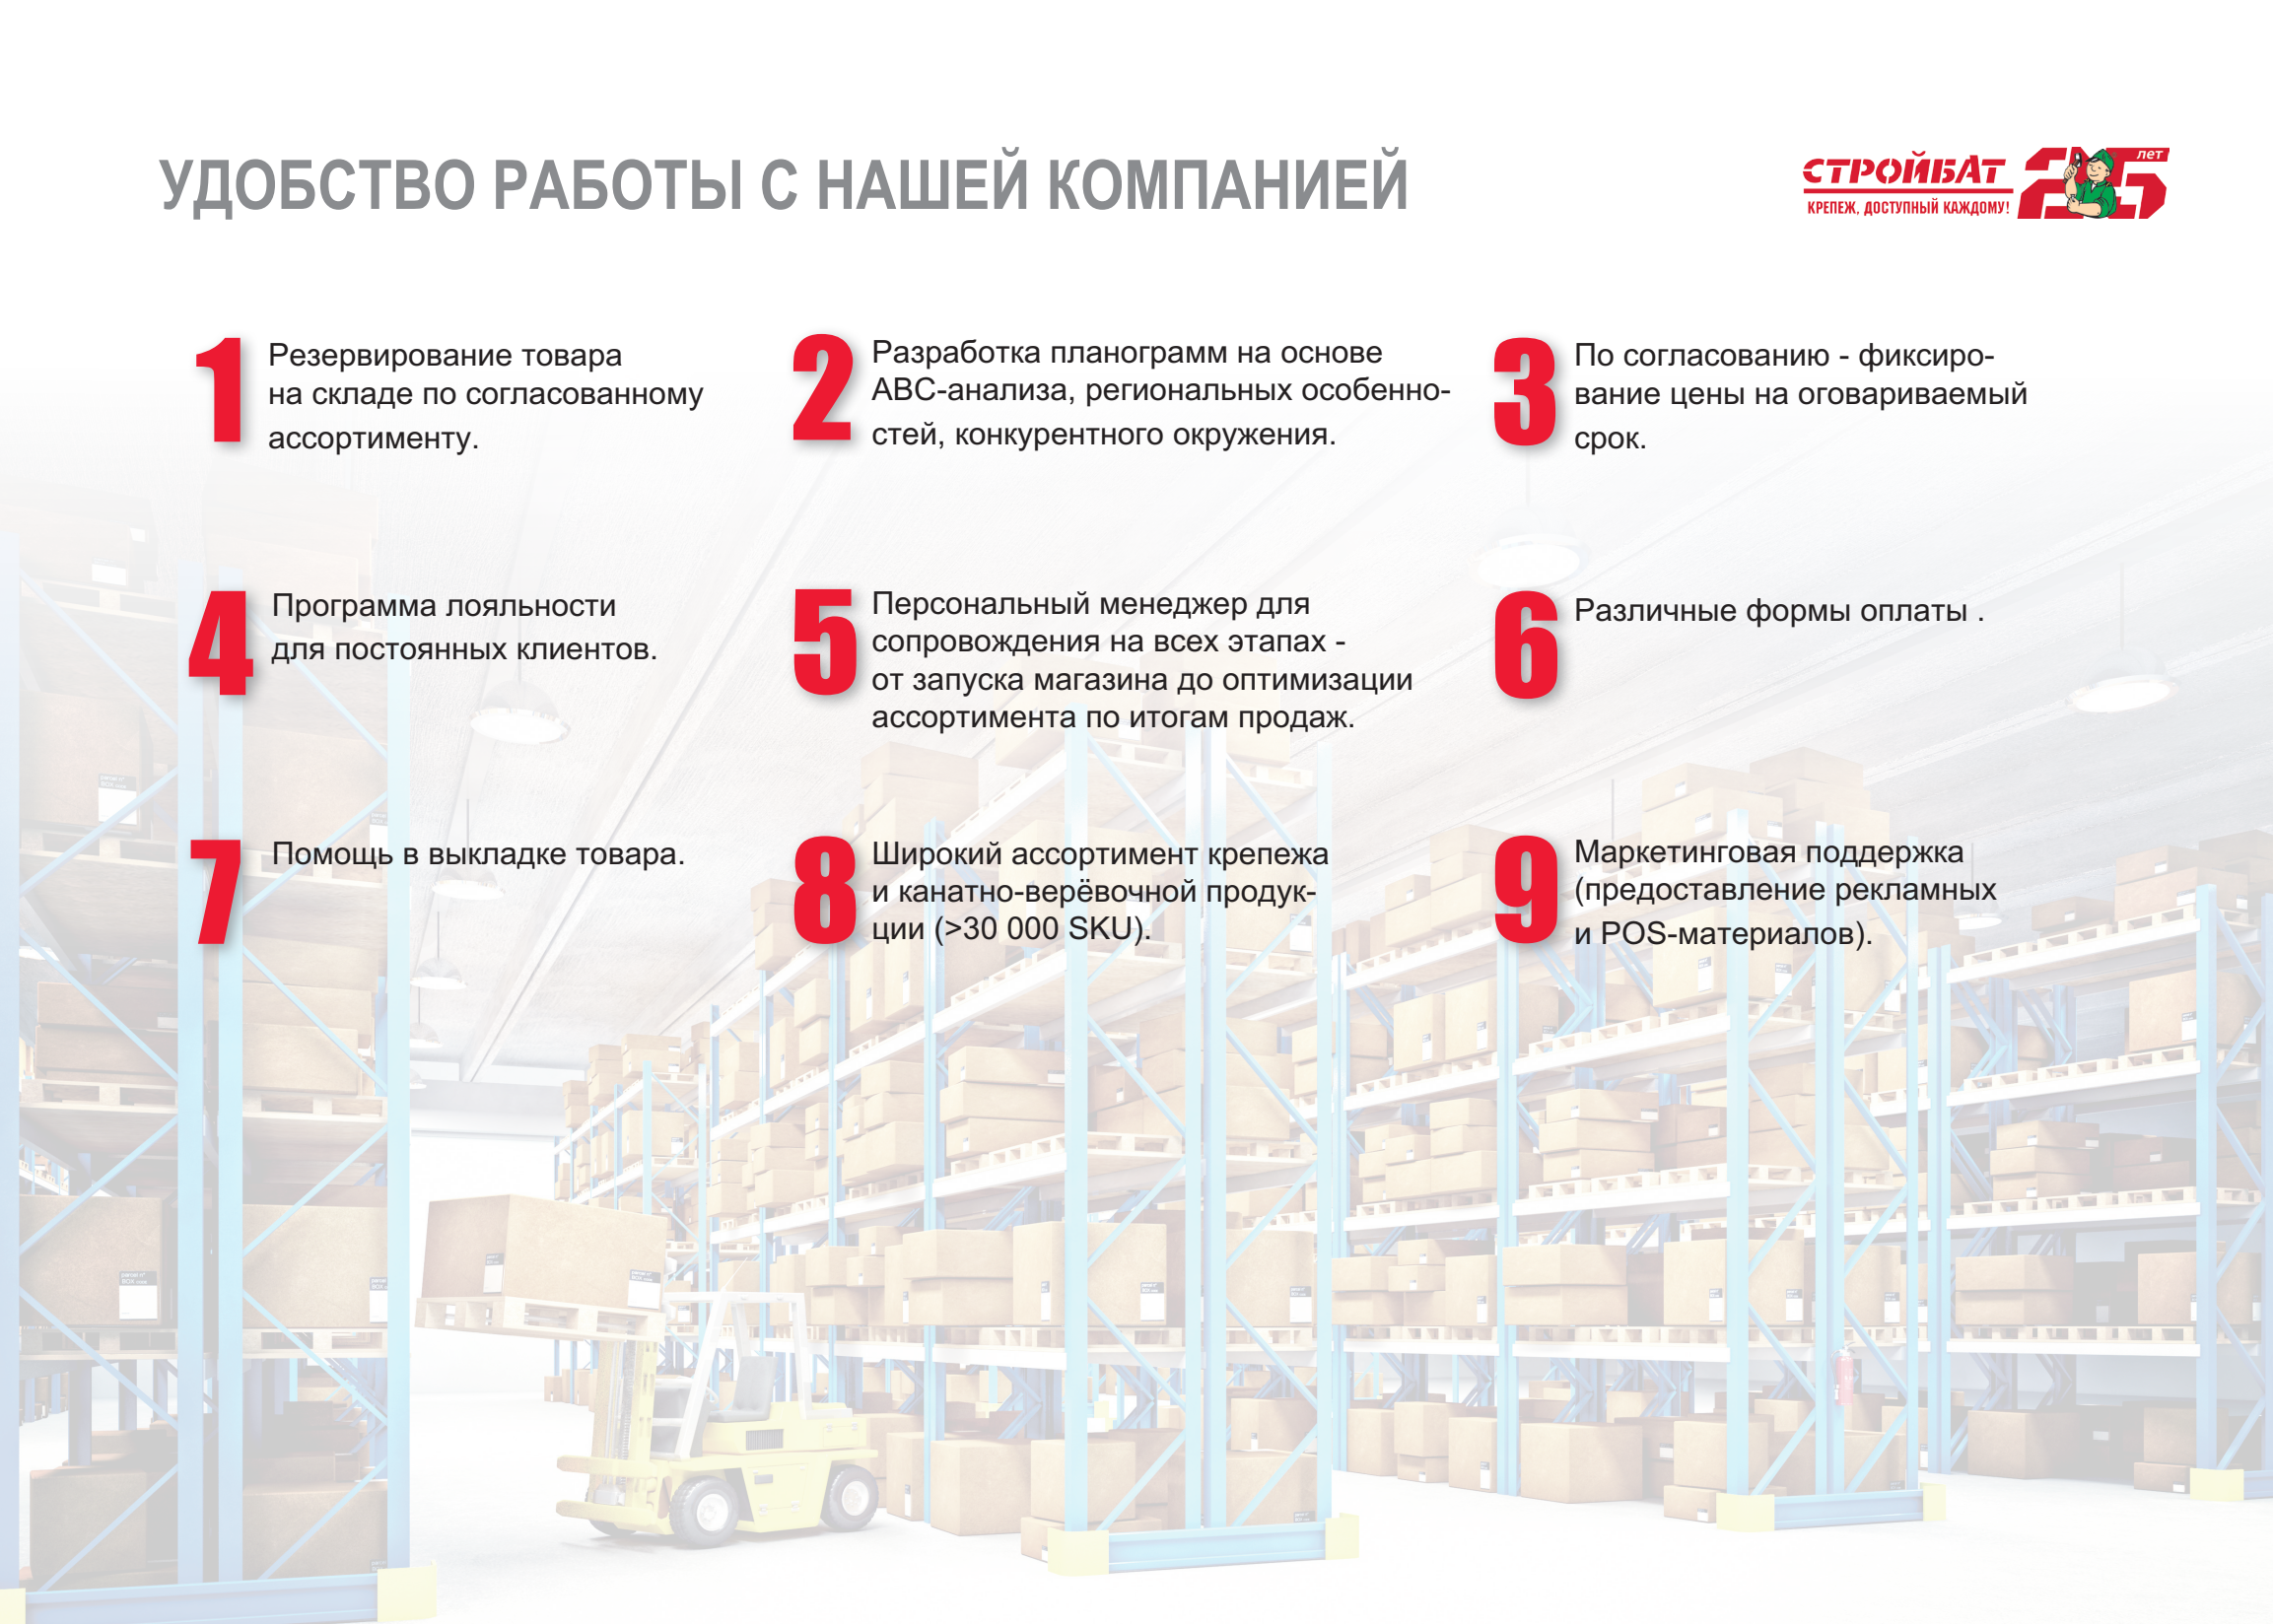 УДОБСТВО РАБОТЫ С НАШЕЙ КОМПАНИЕЙ
СТРОЙБАТ
КРЕПЕЖ, ДОСТУПНЫЙ КАЖДОМУ!
25 лет
1
Резервирование товара
на складе по согласованному
ассортименту.
2
Разработка планограмм на основе
АВС-анализа, региональных особенно-
стей, конкурентного окружения.
3
По согласованию - фиксиро-
вание цены на оговариваемый
срок.
4
Программа лояльности
для постоянных клиентов.
5
Персональный менеджер для
сопровождения на всех этапах -
от запуска магазина до оптимизации
ассортимента по итогам продаж.
6
Различные формы оплаты .
7
Помощь в выкладке товара.
8
Широкий ассортимент крепежа
и канатно-верёвочной продук-
ции (>30 000 SKU).
9
Маркетинговая поддержка
(предоставление рекламных
и POS-материалов).